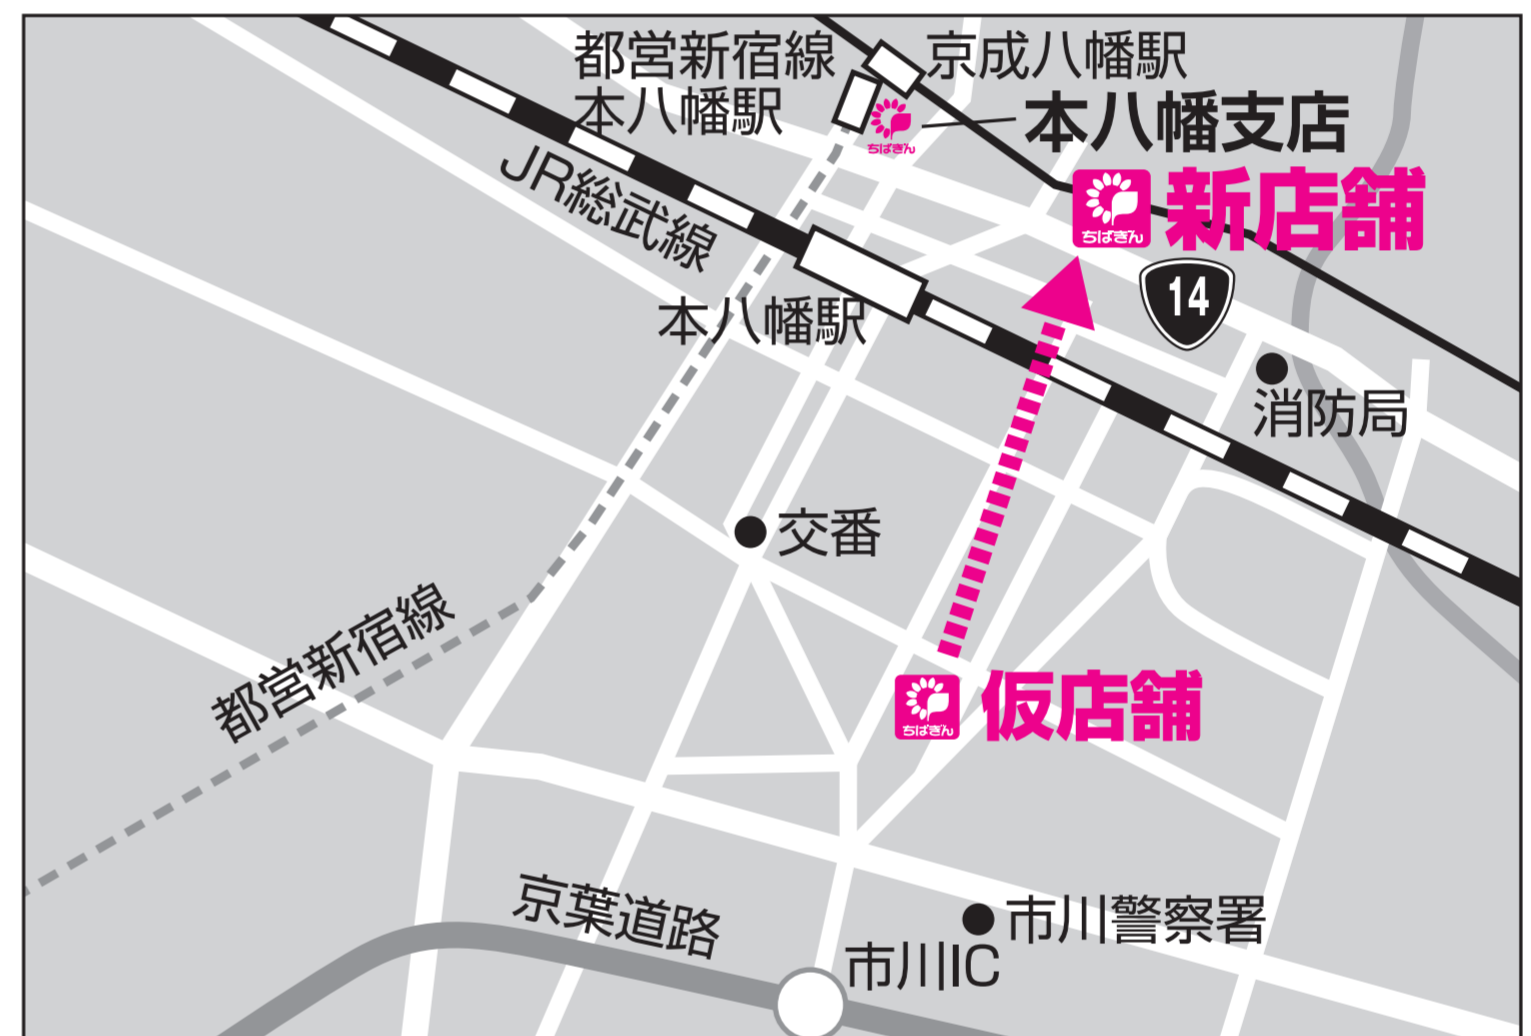 都営新宿線
本八幡駅
京成八幡駅
ちばぎん
本八幡支店
ちばぎん
新店舗
JR総武線
本八幡駅
14
消防局
交番
都営新宿線
ちばぎん
仮店舗
京葉道路
市川警察署
市川IC